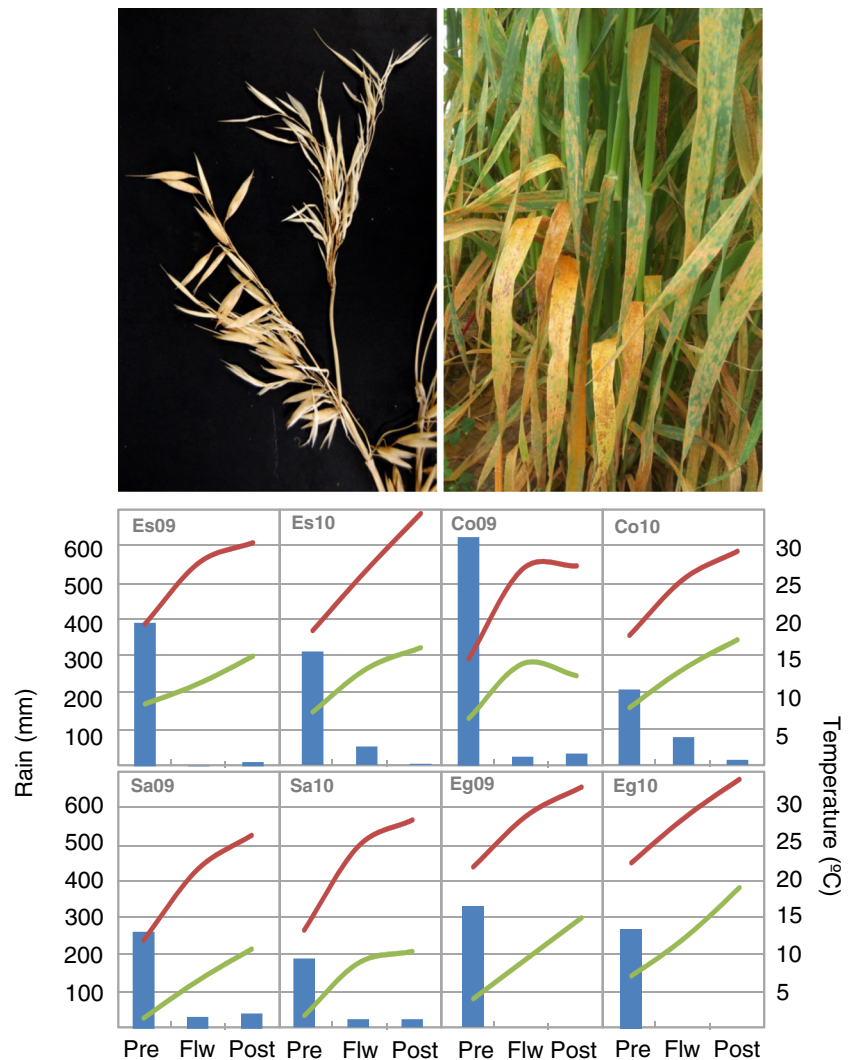 Es09 Es10 Co09 Co10
600 30
500 25
400 20
300 15
200 10
100 5
Rain (mm)
Temperature (ºC)
Sa09 Sa10 Eg09 Eg10
600 30
500 25
400 20
300 15
200 10
100 5
Pre Flw Post Pre Flw Post Pre Flw Post Pre Flw Post